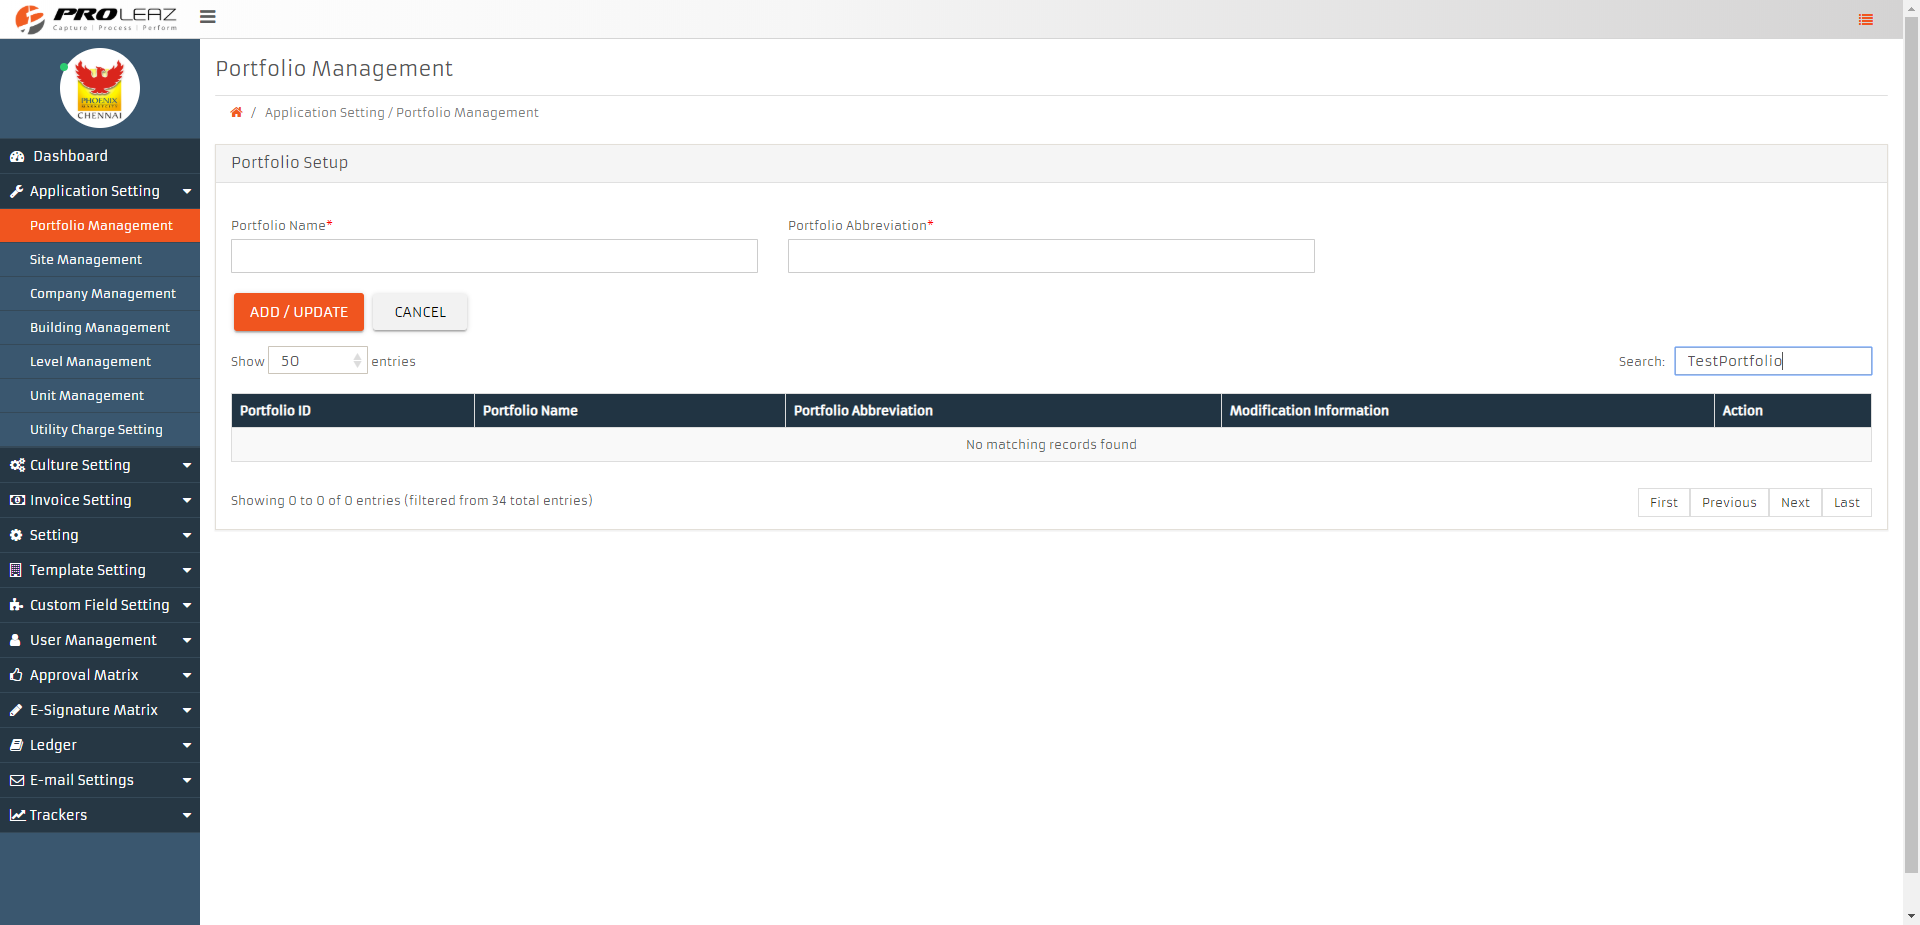 PROLEAZ
Capture | Process | Perform
PHOENIX
MARKETCITY
CHENNAI
Dashboard
Application Setting
Portfolio Management
Site Management
Company Management
Building Management
Level Management
Unit Management
Utility Charge Setting
Culture Setting
Invoice Setting
Setting
Template Setting
Custom Field Setting
User Management
Approval Matrix
E-Signature Matrix
Ledger
E-mail Settings
Trackers
Portfolio Management
/ Application Setting / Portfolio Management
Portfolio Setup
Portfolio Name* Portfolio Abbreviation*
ADD / UPDATE CANCEL
Show 50 entries Search: TestPortfolio
Portfolio ID Portfolio Name Portfolio Abbreviation Modification Information Action
No matching records found
Showing 0 to 0 of 0 entries (filtered from 34 total entries) First Previous Next Last